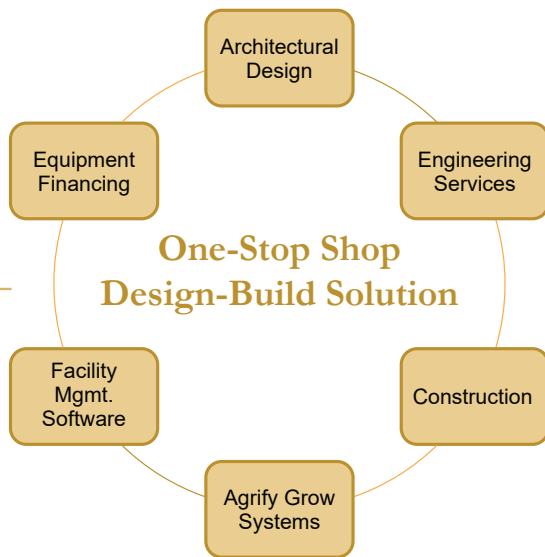 Architectural
Design
Equipment
Financing
Engineering
Services
One-Stop Shop
Design-Build Solution
Facility
Mgmt.
Software
Construction
Agrify Grow
Systems